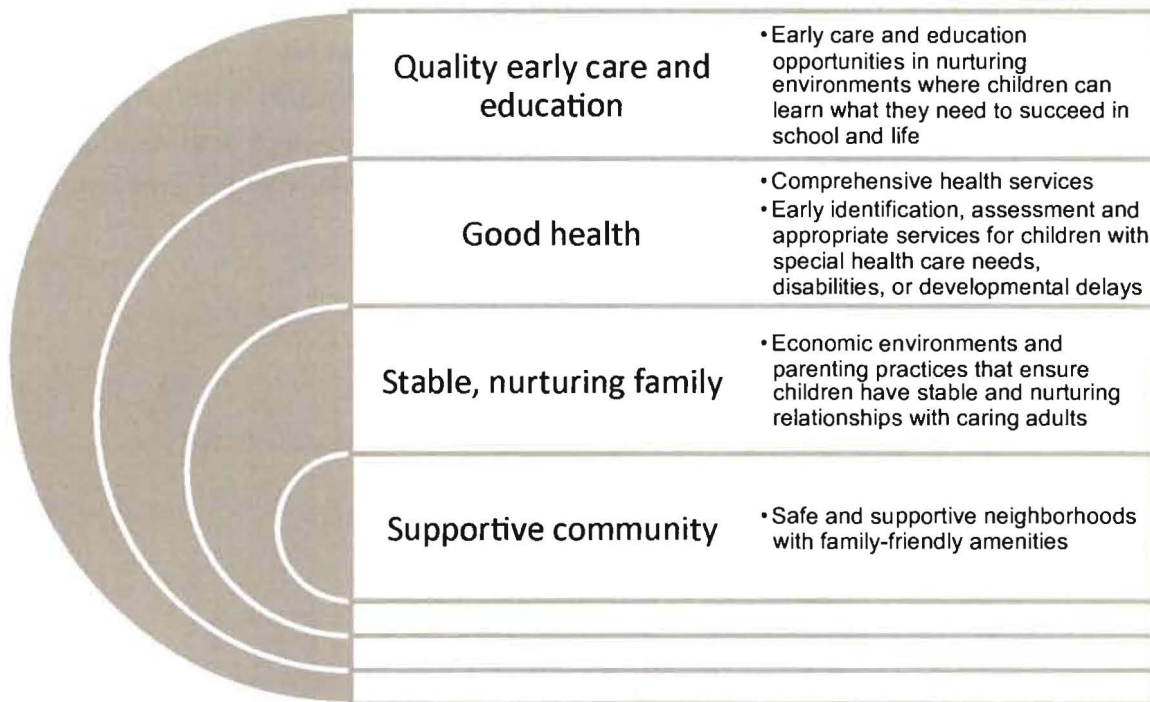 Quality early care and
education
• Early care and education
opportunities in nurturing
environments where children can
learn what they need to succeed in
school and life
Good health
• Comprehensive health services
• Early identification, assessment and
appropriate services for children with
special health care needs,
disabilities, or developmental delays
Stable, nurturing family
• Economic environments and
parenting practices that ensure
children have stable and nurturing
relationships with caring adults
Supportive community
• Safe and supportive neighborhoods
with family-friendly amenities